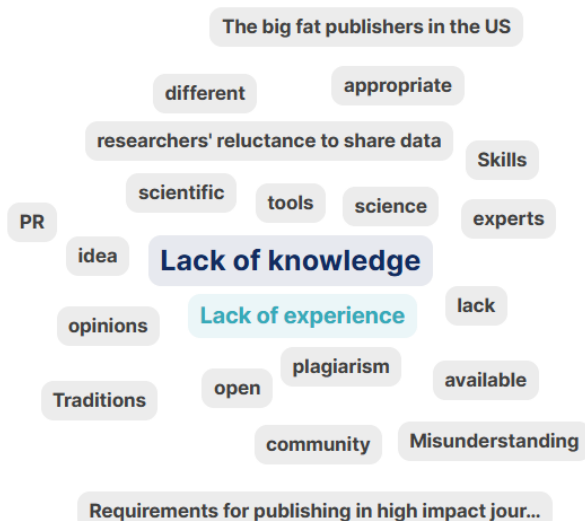 The big fat publishers in the US
different
appropriate
researchers' reluctance to share data
Skills
scientific
tools
science
PR
experts
idea
Lack of knowledge
lack
opinions
Lack of experience
plagiarism
available
open
Traditions
community
Misunderstanding
Requirements for publishing in high impact jour...